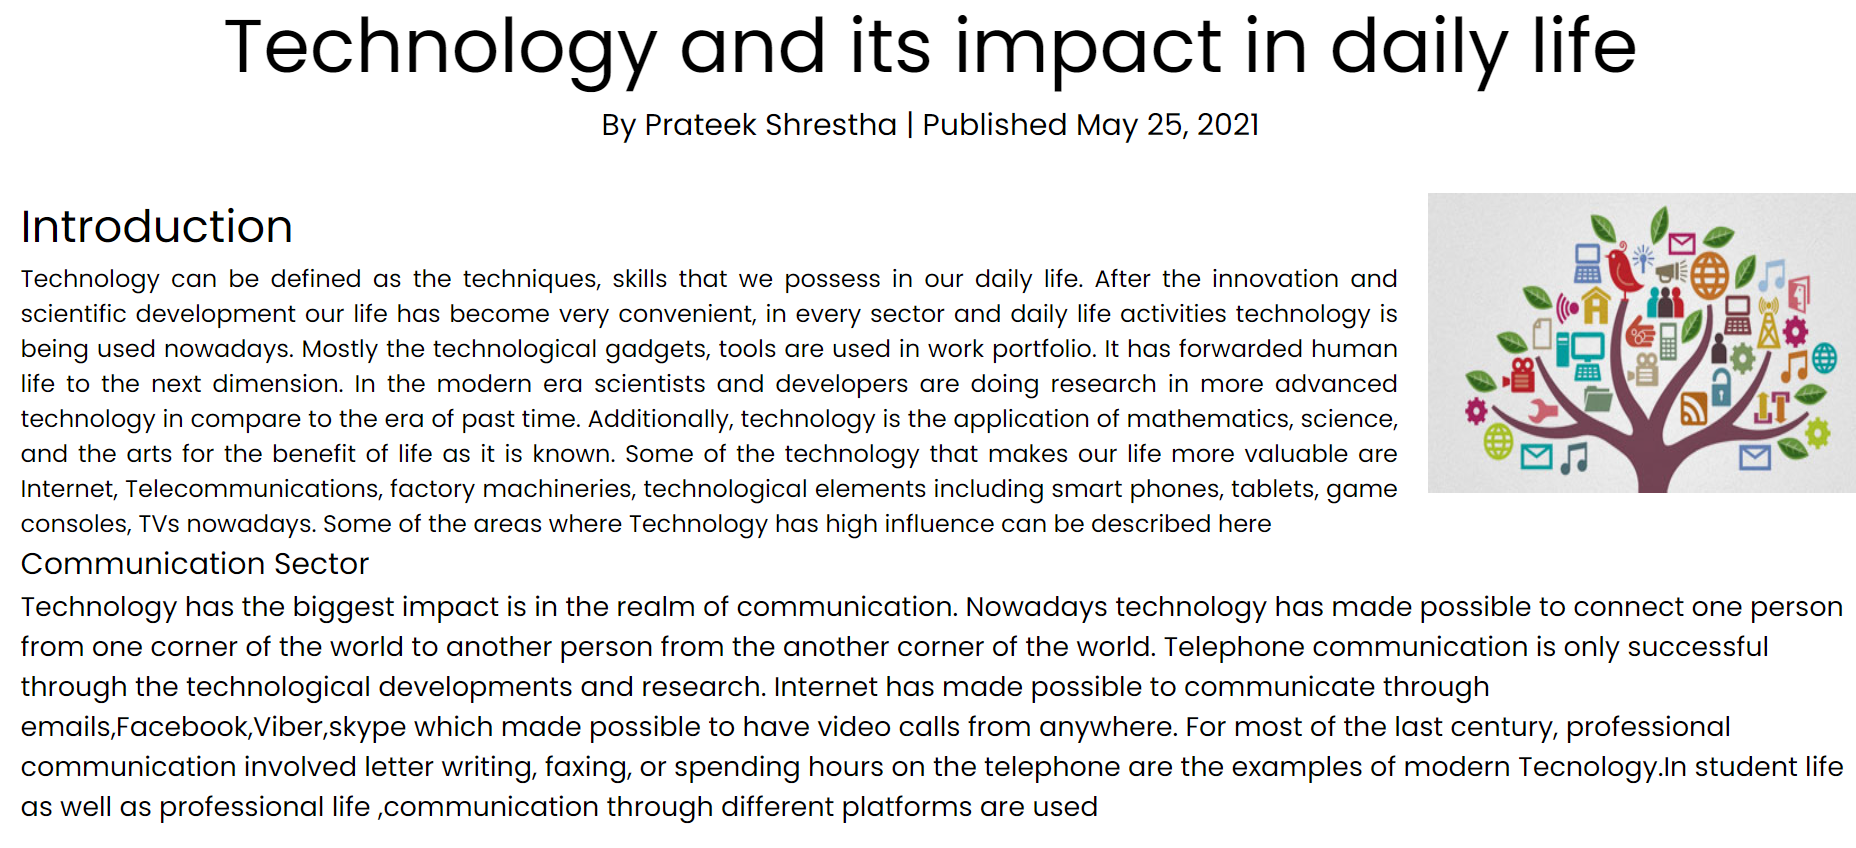 Technology and its impact in daily life
By Prateek Shrestha | Published May 25, 2021
Introduction
Technology can be defined as the techniques, skills that we possess in our daily life. After the innovation and
scientific development our life has become very convenient, in every sector and daily life activities technology is
being used nowadays. Mostly the technological gadgets, tools are used in work portfolio. It has forwarded human
life to the next dimension. In the modern era scientists and developers are doing research in more advanced
technology in compare to the era of past time. Additionally, technology is the application of mathematics, science,
and the arts for the benefit of life as it is known. Some of the technology that makes our life more valuable are
Internet, Telecommunications, factory machineries, technological elements including smart phones, tablets, game
consoles, TVs nowadays. Some of the areas where Technology has high influence can be described here
Communication Sector
Technology has the biggest impact is in the realm of communication. Nowadays technology has made possible to connect one person
from one corner of the world to another person from the another corner of the world. Telephone communication is only successful
through the technological developments and research. Internet has made possible to communicate through
emails,Facebook,Viber,skype which made possible to have video calls from anywhere. For most of the last century, professional
communication involved letter writing, faxing, or spending hours on the telephone are the examples of modern Tecnology.In student life
as well as professional life ,communication through different platforms are used